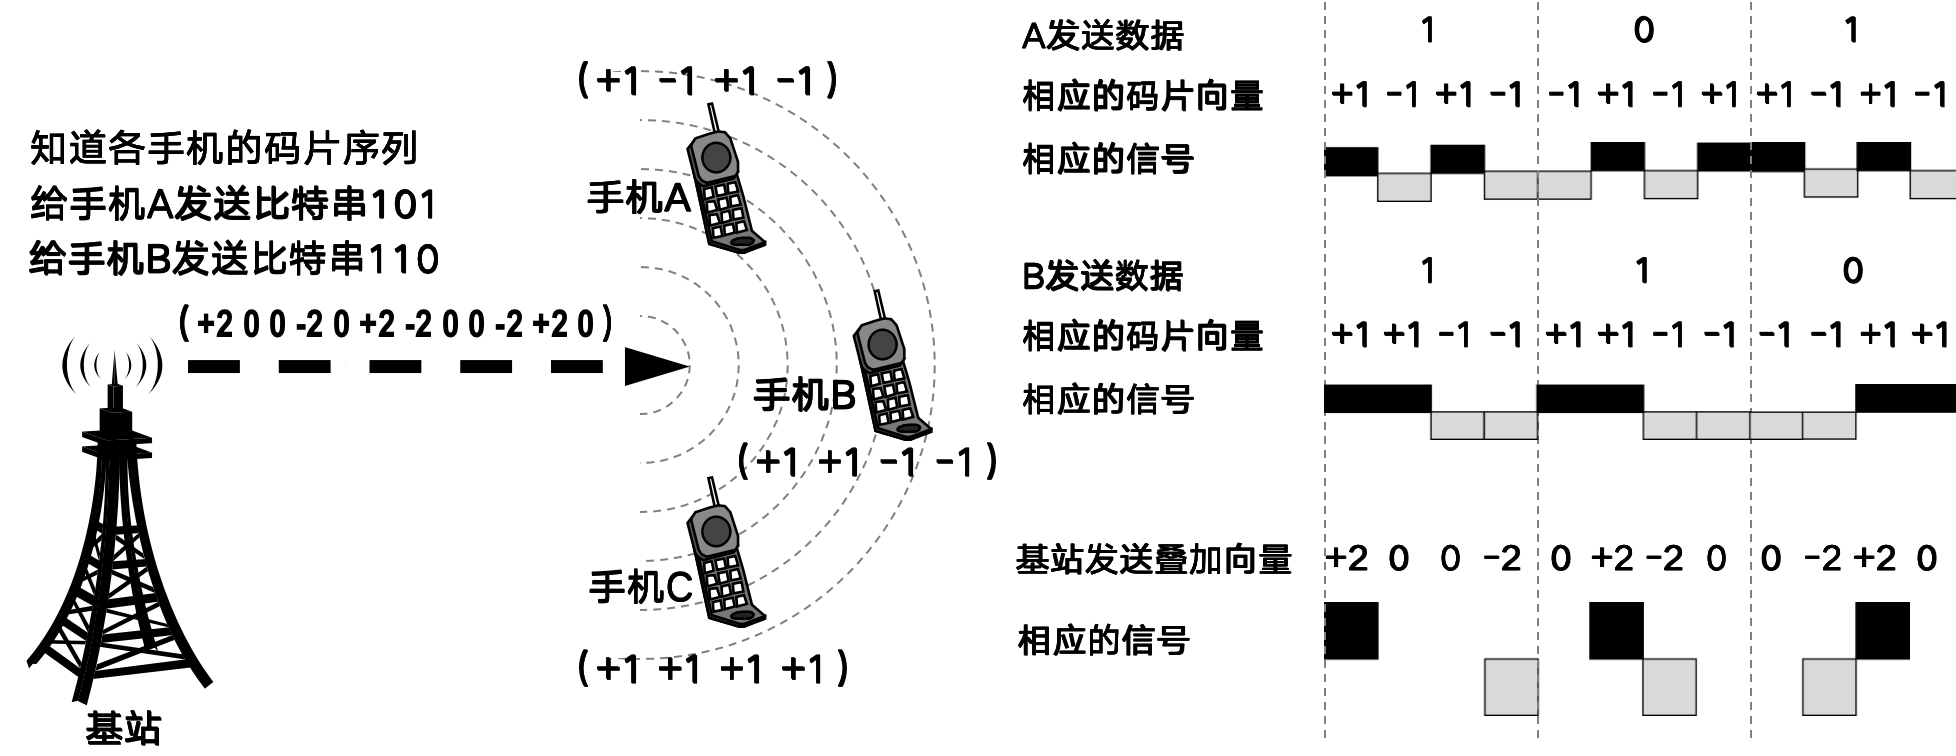 知道各手机的码片序列
给手机A发送比特串101
给手机B发送比特串110
(+2 0 0 -2 0 +2 -2 0 0 -2 +2 0)
基站
(+1 -1 +1 -1)
手机A
手机B
(+1 +1 -1 -1)
手机C
(+1 +1 +1 +1)
A发送数据 1 0 1
相应的码片向量 +1 -1 +1 -1 -1 +1 -1 +1 +1 -1 +1 -1
相应的信号
B发送数据 1 1 0
相应的码片向量 +1 +1 -1 -1 +1 +1 -1 -1 -1 -1 +1 +1
相应的信号
基站发送叠加向量 +2 0 0 -2 0 +2 -2 0 0 -2 +2 0
相应的信号